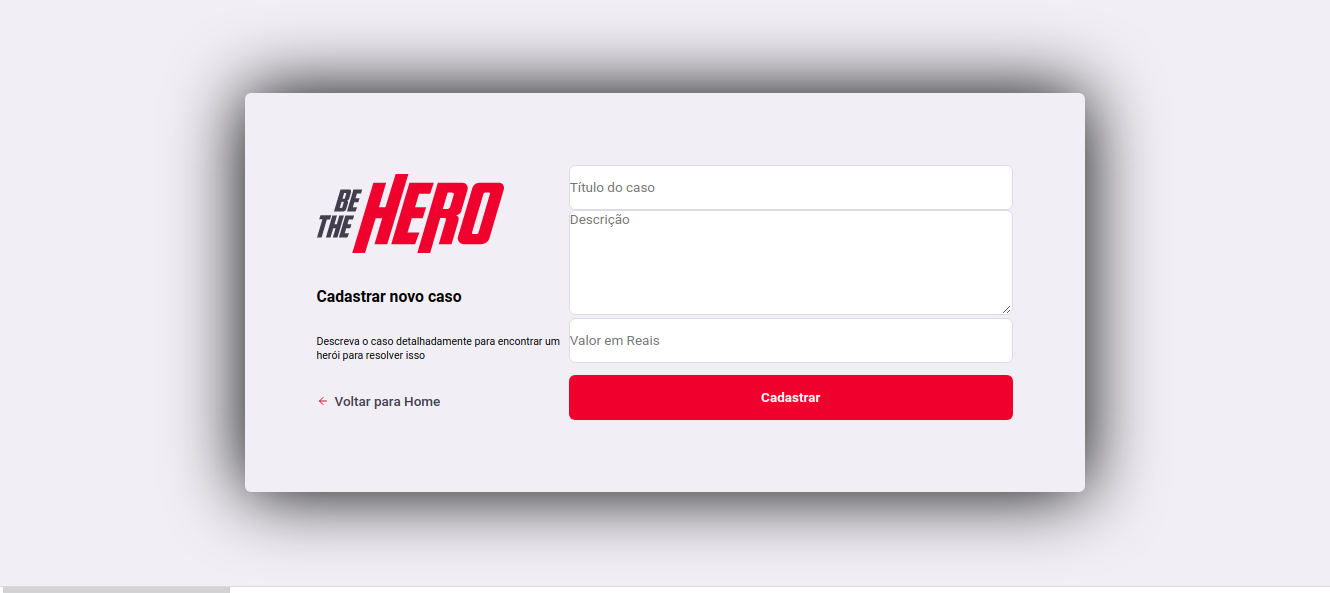 BE
THE
HERO
Cadastrar novo caso
Descreva o caso detalhadamente para encontrar um
herói para resolver isso
Voltar para Home
Título do caso
Descrição
Valor em Reais
Cadastrar